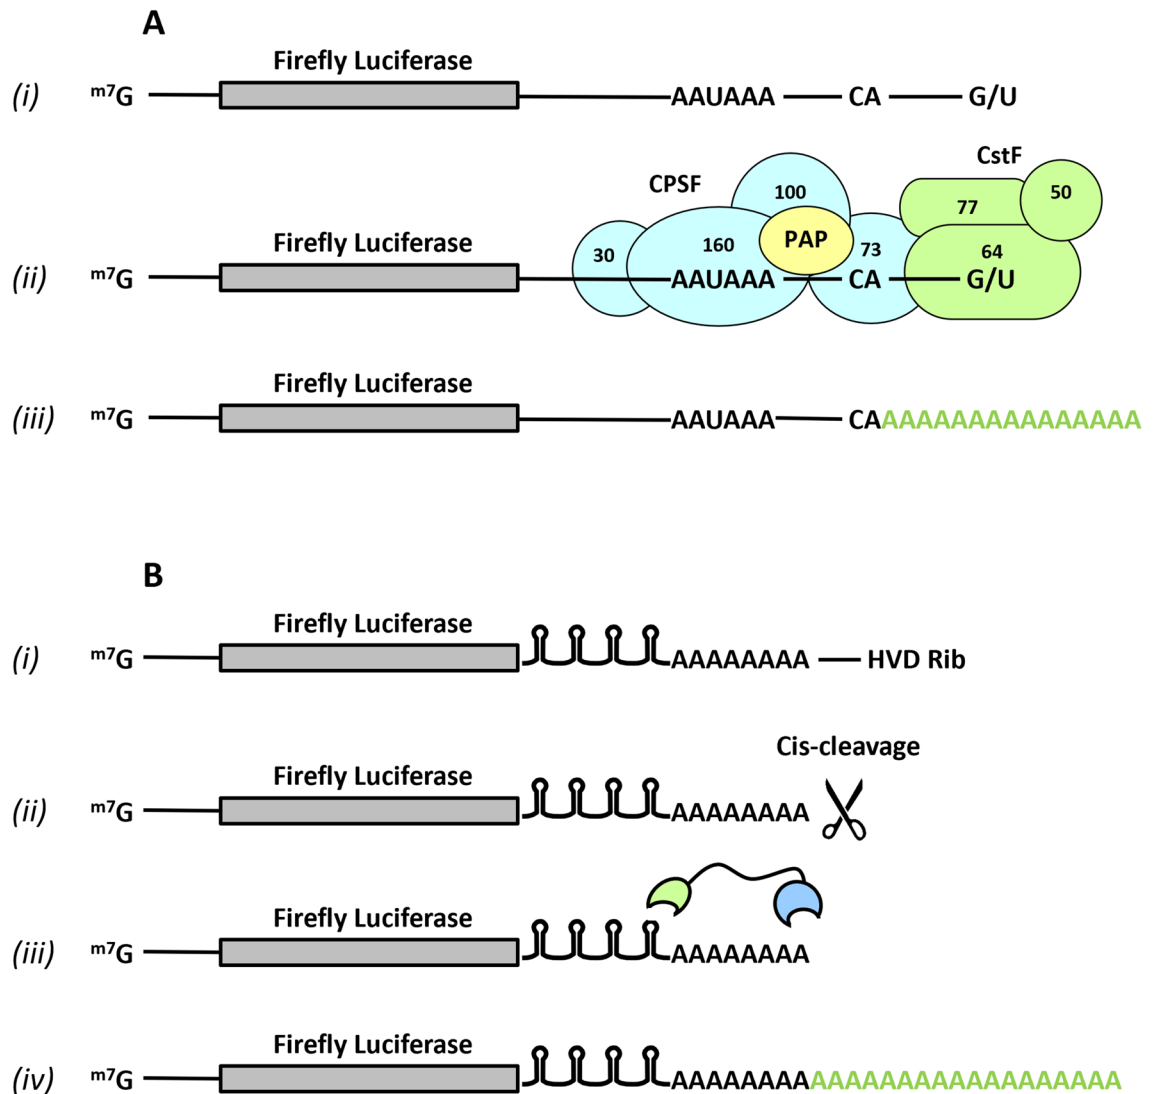 A
Firefly Luciferase
(i) m7G AAUAAA CA G/U
CstF
CPSF 100 50
77
Firefly Luciferase 30 160 PAP 73 64
(ii) m7G AAUAAA CA G/U
Firefly Luciferase
(iii) m7G AAUAAA CAAAAAAAAAAAAAAAA
B
Firefly Luciferase
(i) m7G AAAAAAAA HVD Rib
Cis-cleavage
Firefly Luciferase
(ii) m7G AAAAAAAA
Firefly Luciferase
(iii) m7G AAAAAAAA
Firefly Luciferase
(iv) m7G AAAAAAAAAAAAAAAAAAAAAAAAAA